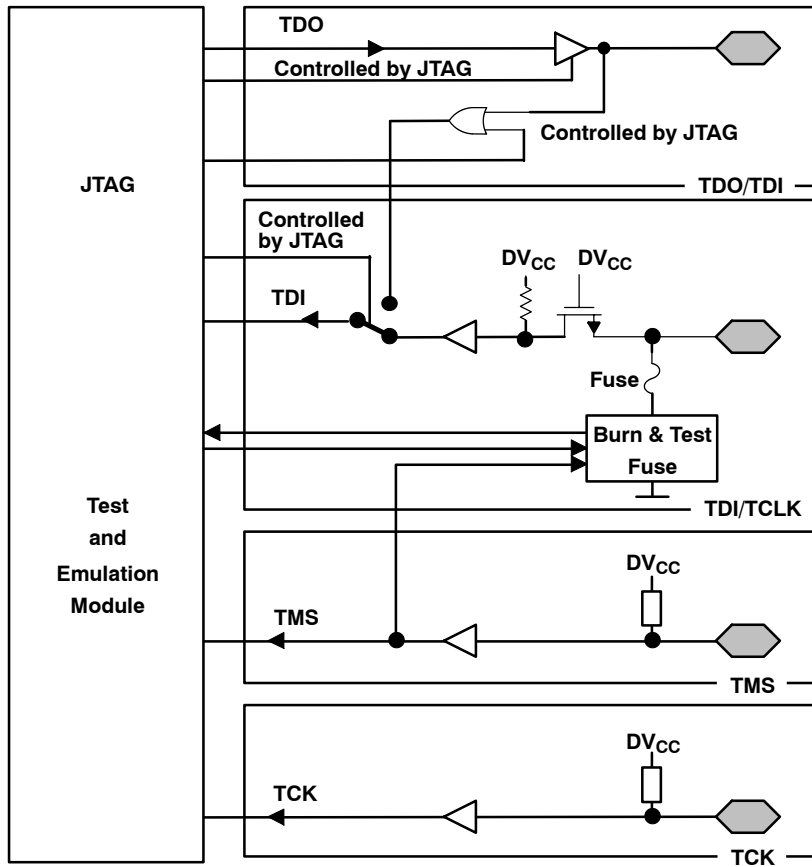 JTAG
Test
and
Emulation
Module
TDO
Controlled by JTAG
Controlled by JTAG
TDO/TDI
Controlled
by JTAG
TDI
DVCC
DVCC
Fuse
Burn & Test
Fuse
TDI/TCLK
DVCC
TMS
TMS
DVCC
TCK
TCK